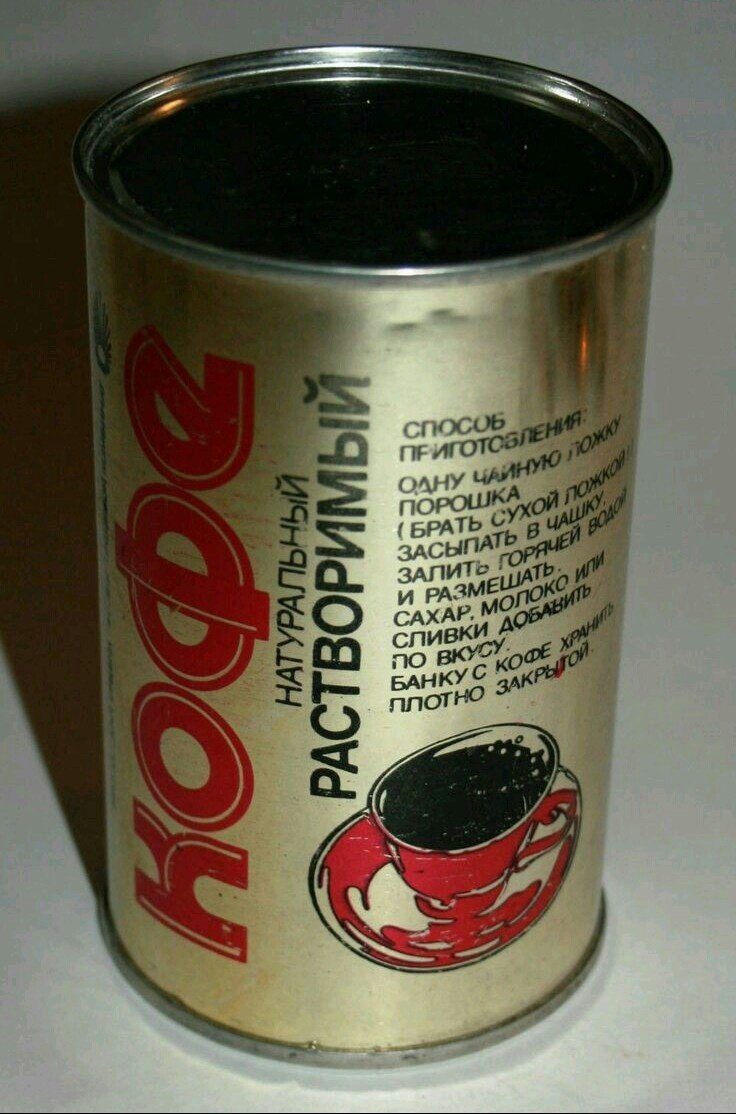 КОФЕ
НАТУРАЛЬНЫЙ
РАСТВОРИМЫЙ
СПОСОБ
ПРИГОТОВЛЕНИЯ:
ОДНУ ЧАЙНУЮ ЛОЖКУ
ПОРОШКА
(БРАТЬ СУХОЙ ЛОЖКОЙ)
ЗАСЫПАТЬ В ЧАШКУ,
ЗАЛИТЬ ГОРЯЧЕЙ ВОДОЙ
И РАЗМЕШАТЬ.
САХАР, МОЛОКО ИЛИ
СЛИВКИ ДОБАВИТЬ
ПО ВКУСУ.
БАНКУ С КОФЕ ХРАНИТЬ
ПЛОТНО ЗАКРЫТОЙ.